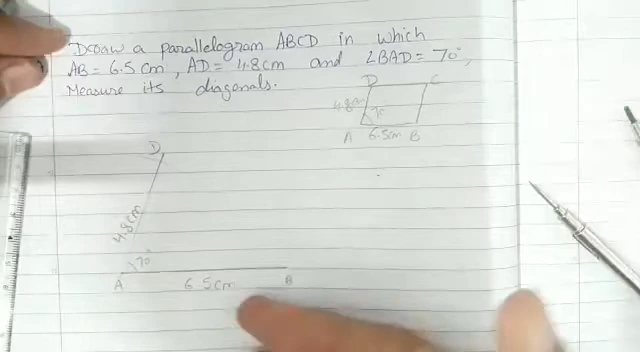 Draw a parallelogram ABCD in which
AB = 6.5 cm, AD = 4.8 cm and ∠BAD = 70°,
Measure its diagonals.
D C
4.8cm 70
A 6.5cm B
D
4.8cm
70°
A 6.5cm B